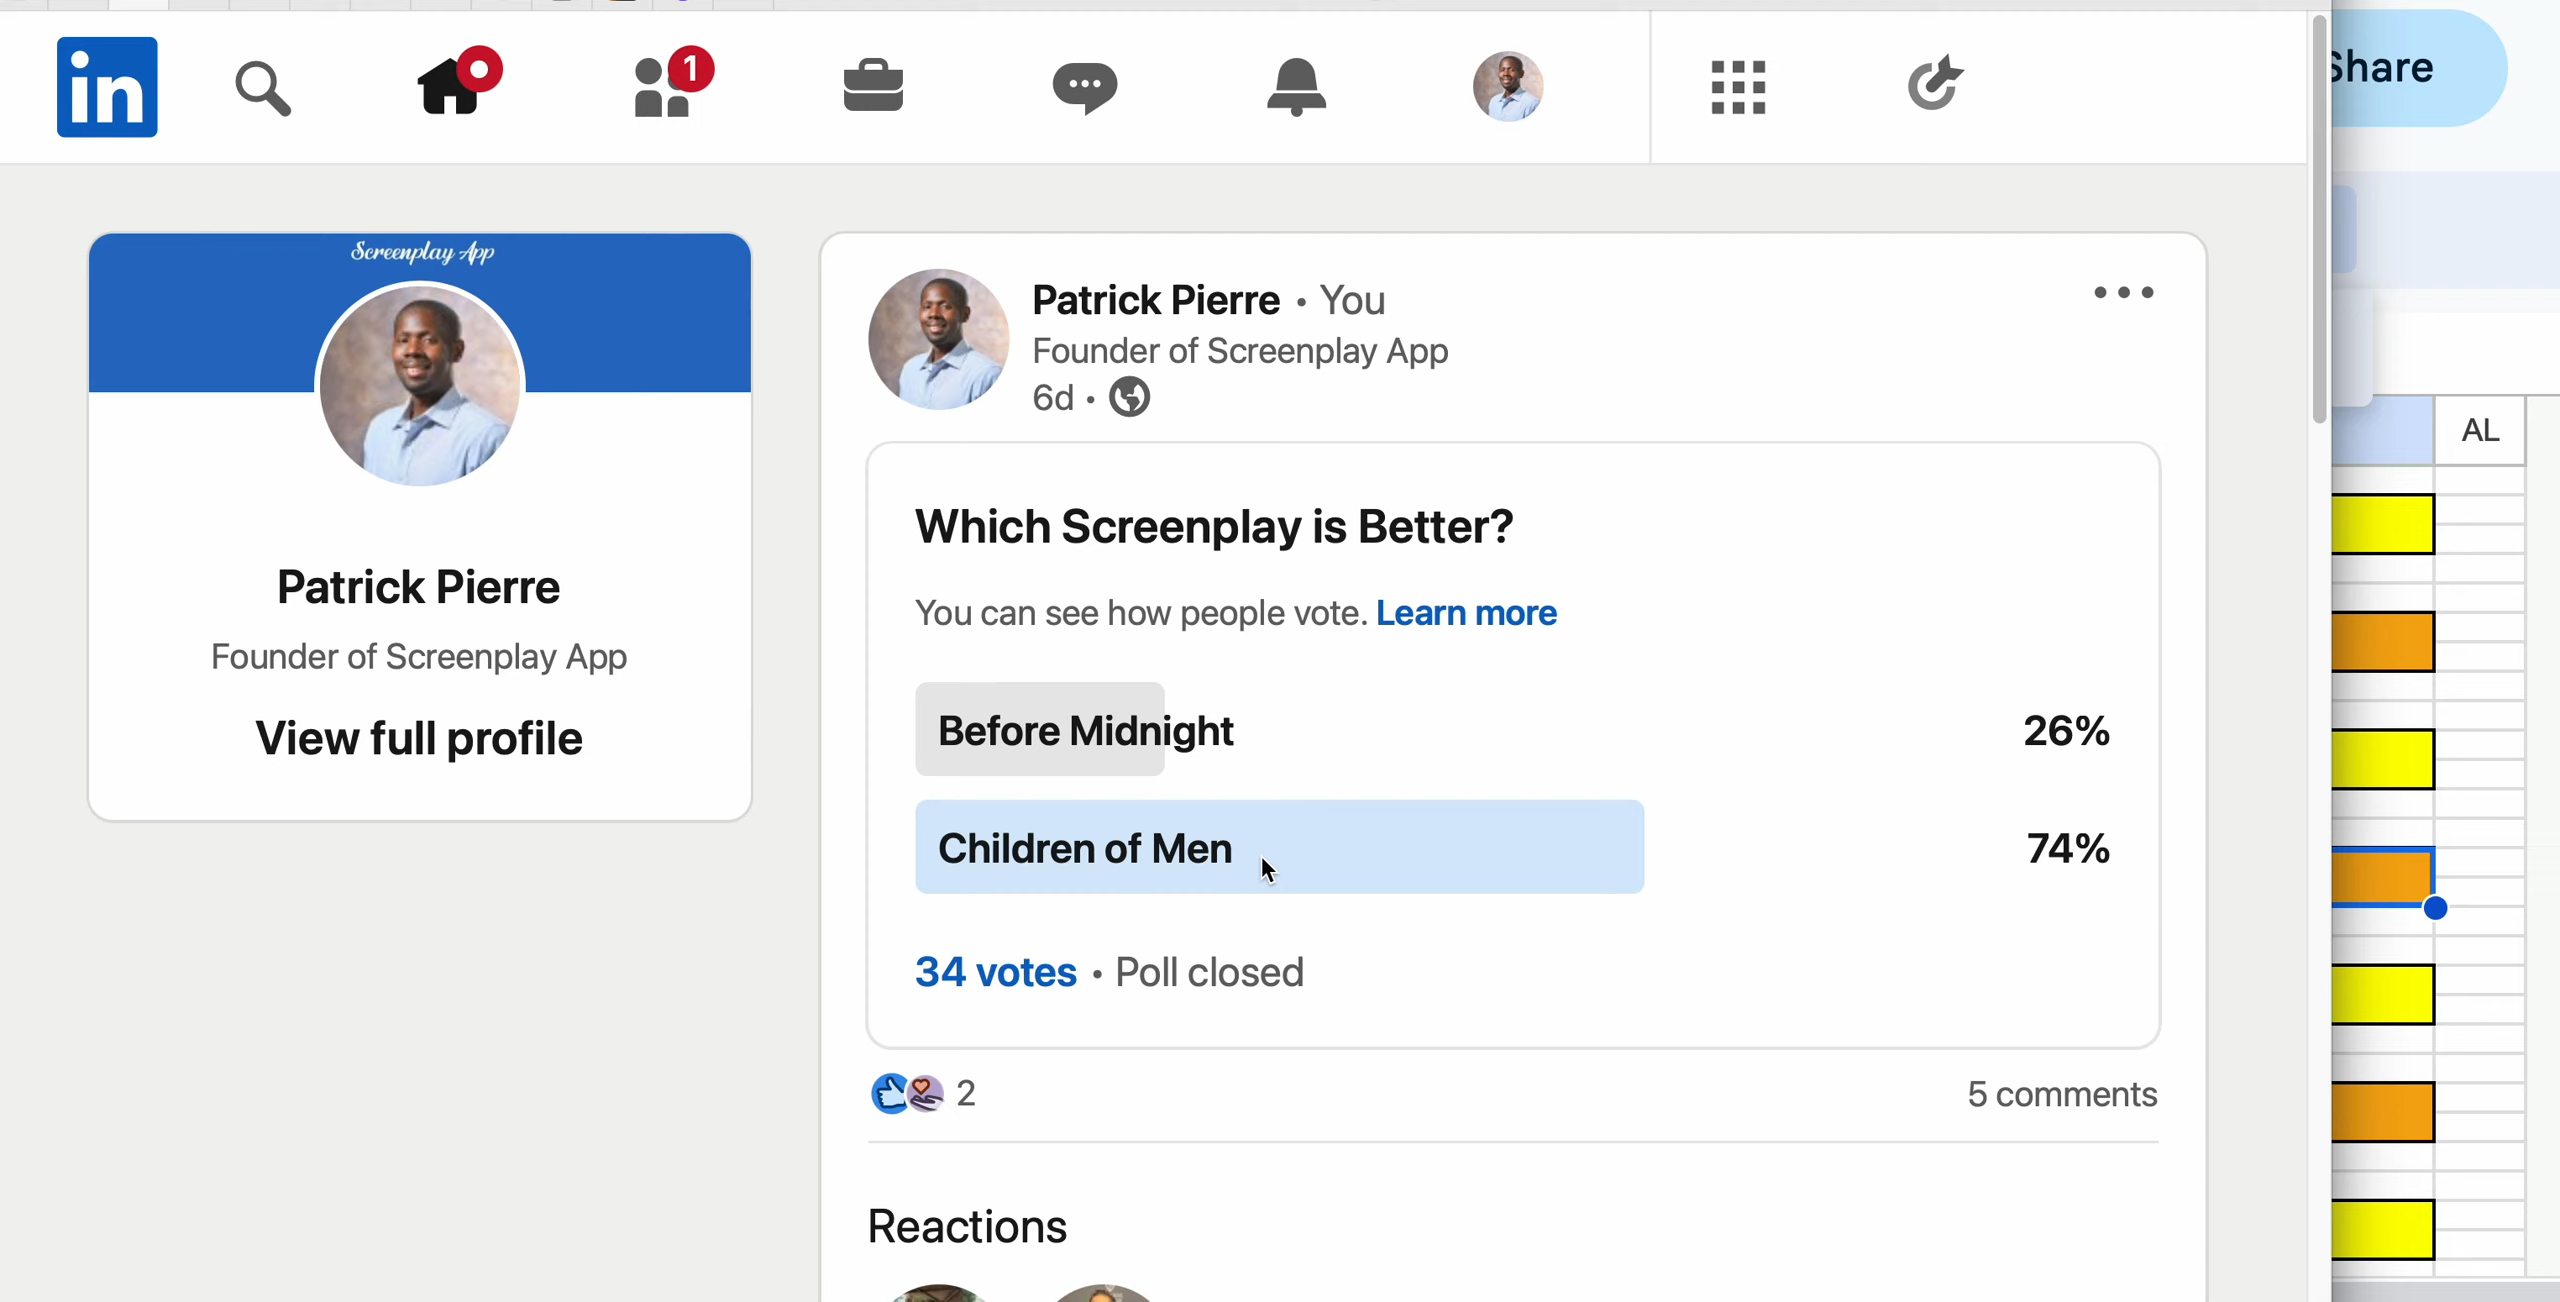 in
1
Share
Screenplay App
Patrick Pierre
Founder of Screenplay App
View full profile
Patrick Pierre • You
Founder of Screenplay App
6d •
Which Screenplay is Better?
You can see how people vote. Learn more
Before Midnight 26%
Children of Men 74%
34 votes • Poll closed
2 5 comments
Reactions
AL